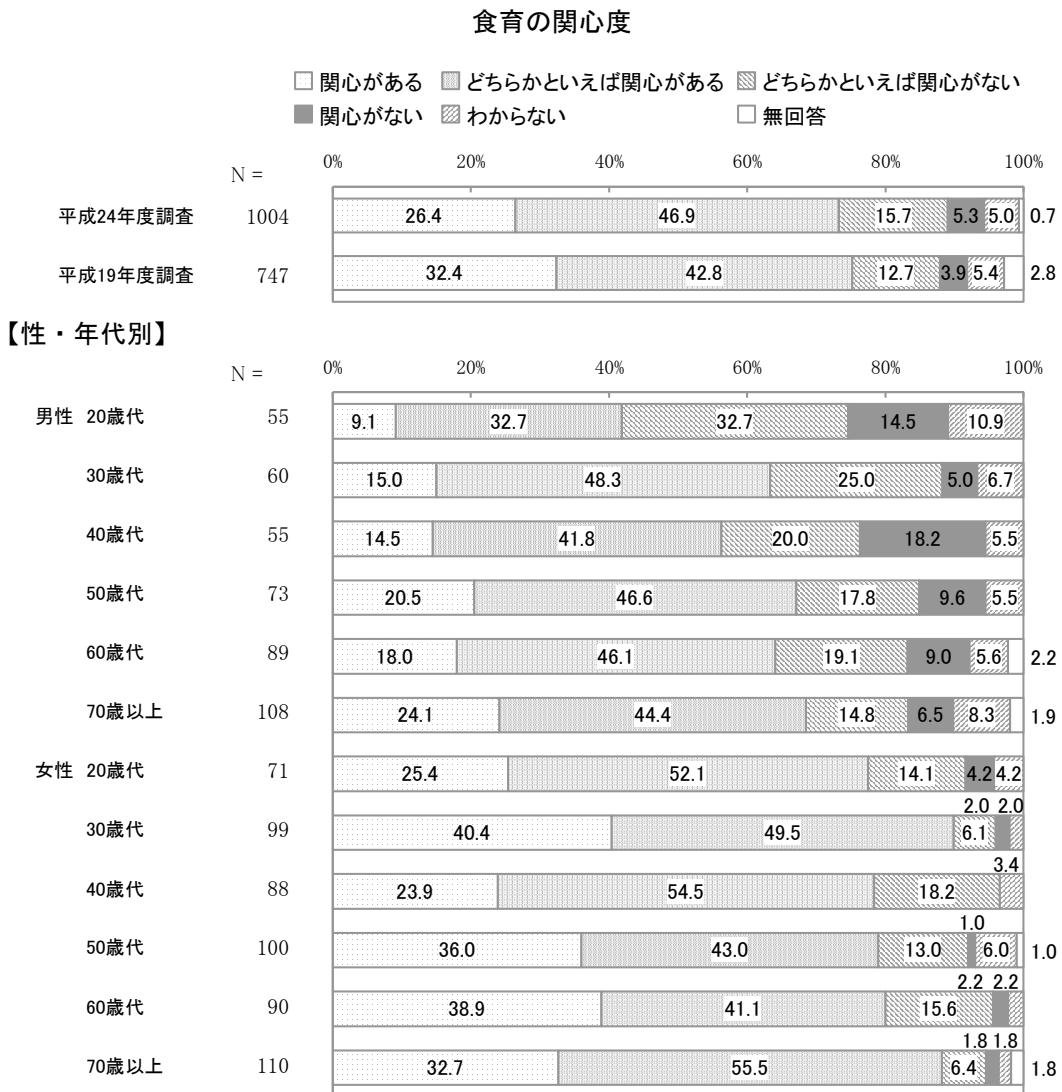 食育の関心度
関心がある どちらかといえば関心がある どちらかといえば関心がない
関心がない わからない 無回答
N = 0% 20% 40% 60% 80% 100%
平成24年度調査 1004 26.4 46.9 15.7 5.3 5.0 0.7
平成19年度調査 747 32.4 42.8 12.7 3.9 5.4 2.8
【性・年代別】
N = 0% 20% 40% 60% 80% 100%
男性 20歳代 55 9.1 32.7 32.7 14.5 10.9
30歳代 60 15.0 48.3 25.0 5.0 6.7
40歳代 55 14.5 41.8 20.0 18.2 5.5
50歳代 73 20.5 46.6 17.8 9.6 5.5
60歳代 89 18.0 46.1 19.1 9.0 5.6 2.2
70歳以上 108 24.1 44.4 14.8 6.5 8.3 1.9
女性 20歳代 71 25.4 52.1 14.1 4.2 4.2
2.0 2.0
30歳代 99 40.4 49.5 6.1
3.4
40歳代 88 23.9 54.5 18.2
1.0
50歳代 100 36.0 43.0 13.0 6.0 1.0
2.2 2.2
60歳代 90 38.9 41.1 15.6
1.8 1.8
70歳以上 110 32.7 55.5 6.4 1.8